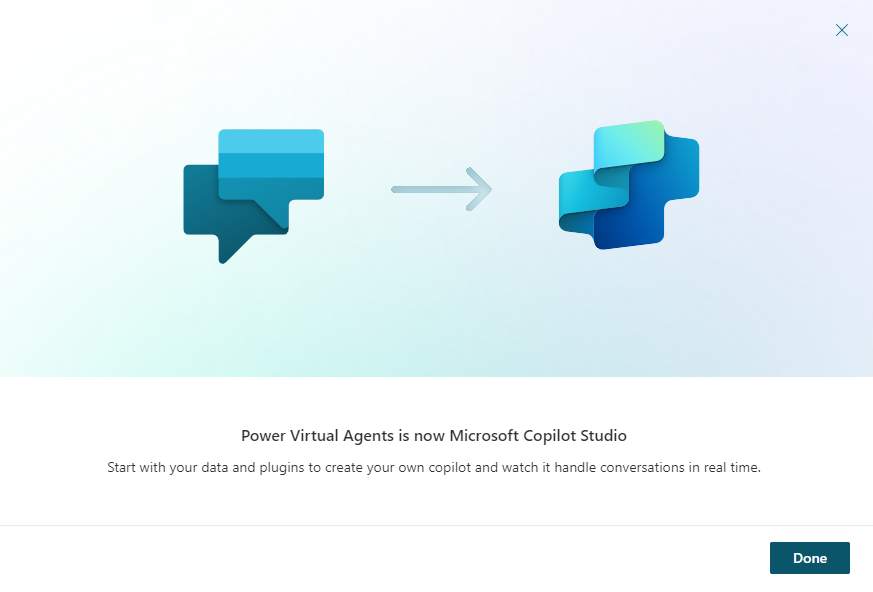 Power Virtual Agents is now Microsoft Copilot Studio
Start with your data and plugins to create your own copilot and watch it handle conversations in real time.
Done